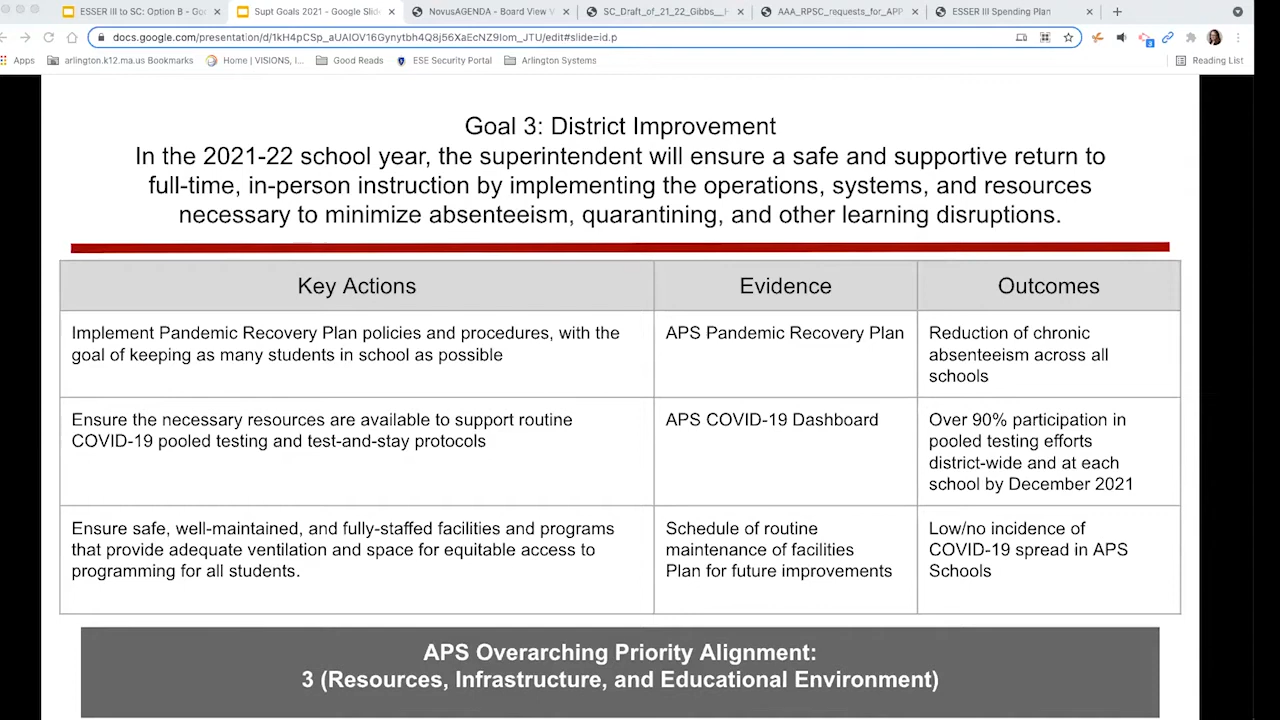 ESSER III to SC: Option B - Goo
Supt Goals 2021 - Google Slide
NovusAGENDA - Board View V
SC_Draft_of_21_22_Gibbs_
AAA_RPSC_requests_for_APP
ESSER III Spending Plan
Apps
arlington.k12.ma.us Bookmarks
Home | VISIONS, I...
Good Reads
ESE Security Portal
Arlington Systems
Reading List
Goal 3: District Improvement
In the 2021-22 school year, the superintendent will ensure a safe and supportive return to
full-time, in-person instruction by implementing the operations, systems, and resources
necessary to minimize absenteeism, quarantining, and other learning disruptions.
Key Actions
Evidence
Outcomes
Implement Pandemic Recovery Plan policies and procedures, with the
goal of keeping as many students in school as possible
APS Pandemic Recovery Plan
Reduction of chronic
absenteeism across all
schools
Ensure the necessary resources are available to support routine
COVID-19 pooled testing and test-and-stay protocols
APS COVID-19 Dashboard
Over 90% participation in
pooled testing efforts
district-wide and at each
school by December 2021
Ensure safe, well-maintained, and fully-staffed facilities and programs
that provide adequate ventilation and space for equitable access to
programming for all students.
Schedule of routine
maintenance of facilities
Plan for future improvements
Low/no incidence of
COVID-19 spread in APS
Schools
APS Overarching Priority Alignment:
3 (Resources, Infrastructure, and Educational Environment)